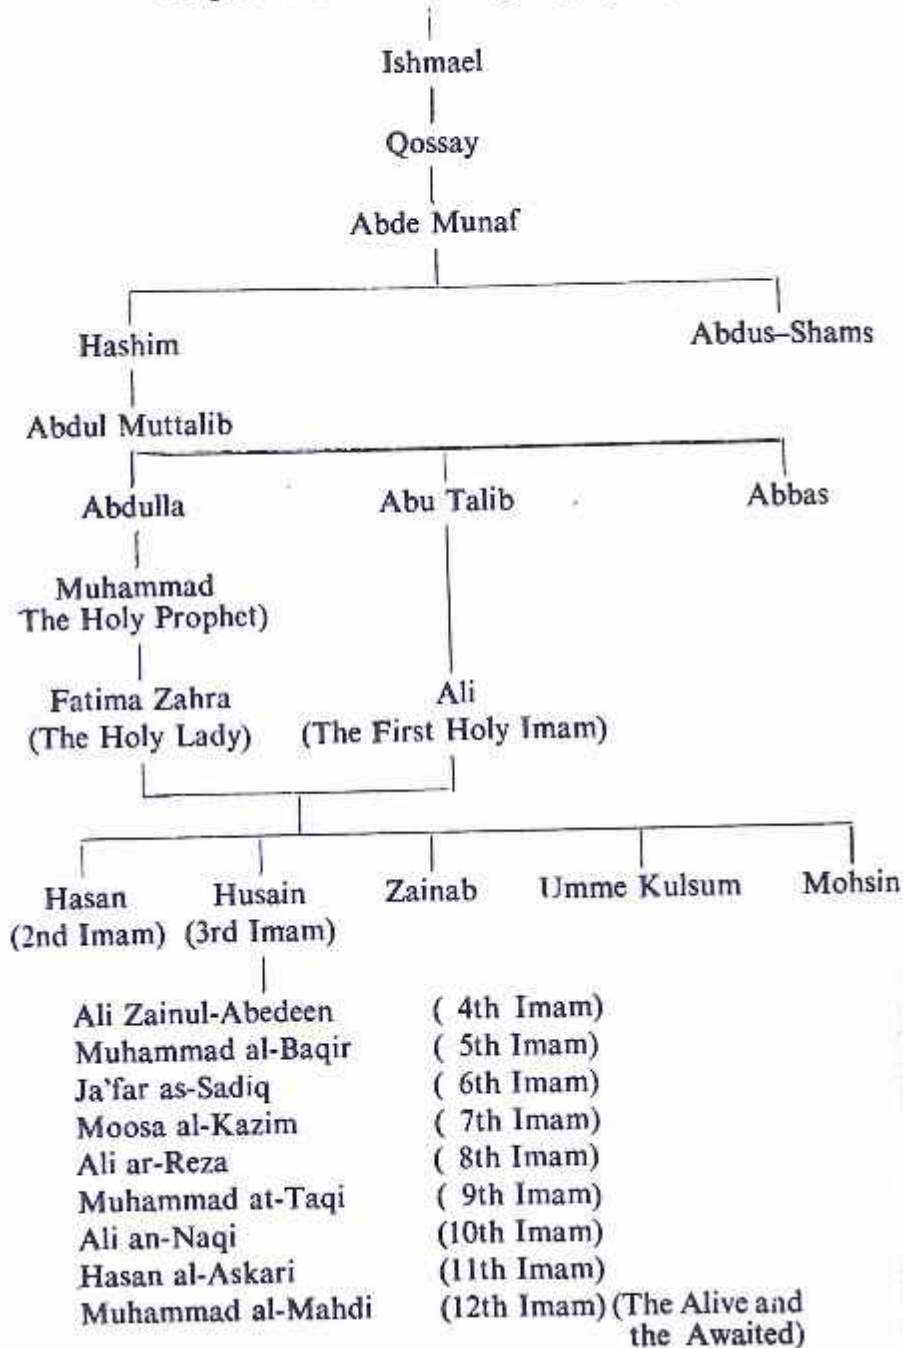 Ishmael
Qossay
Abde Munaf
Hashim
Abdus–Shams
Abdul Muttalib
Abdulla
Abu Talib
Abbas
Muhammad
The Holy Prophet)
Fatima Zahra
(The Holy Lady)
Ali
(The First Holy Imam)
Hasan
(2nd Imam)
Husain
(3rd Imam)
Zainab
Umme Kulsum
Mohsin
Ali Zainul-Abedeen ( 4th Imam)
Muhammad al-Baqir ( 5th Imam)
Ja'far as-Sadiq ( 6th Imam)
Moosa al-Kazim ( 7th Imam)
Ali ar-Reza ( 8th Imam)
Muhammad at-Taqi ( 9th Imam)
Ali an-Naqi (10th Imam)
Hasan al-Askari (11th Imam)
Muhammad al-Mahdi (12th Imam) (The Alive and
the Awaited)